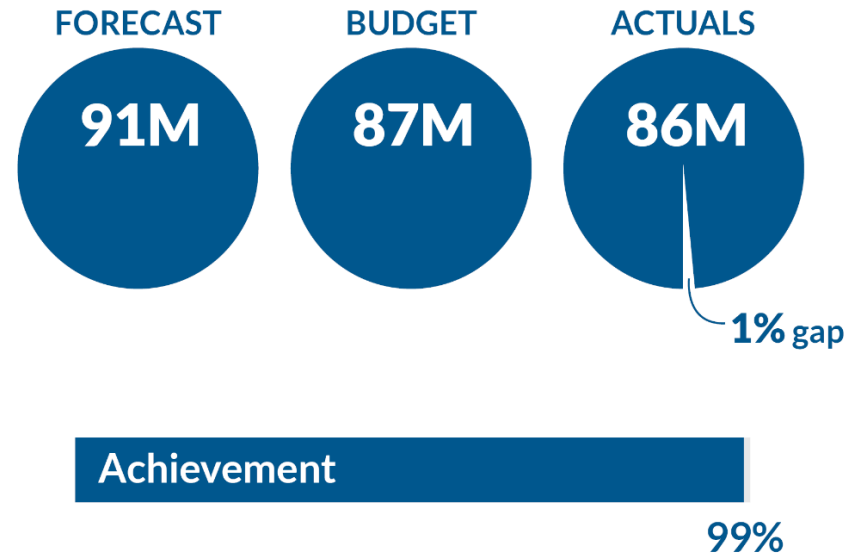 FORECAST BUDGET ACTUALS
91M 87M 86M
1% gap
Achievement
99%